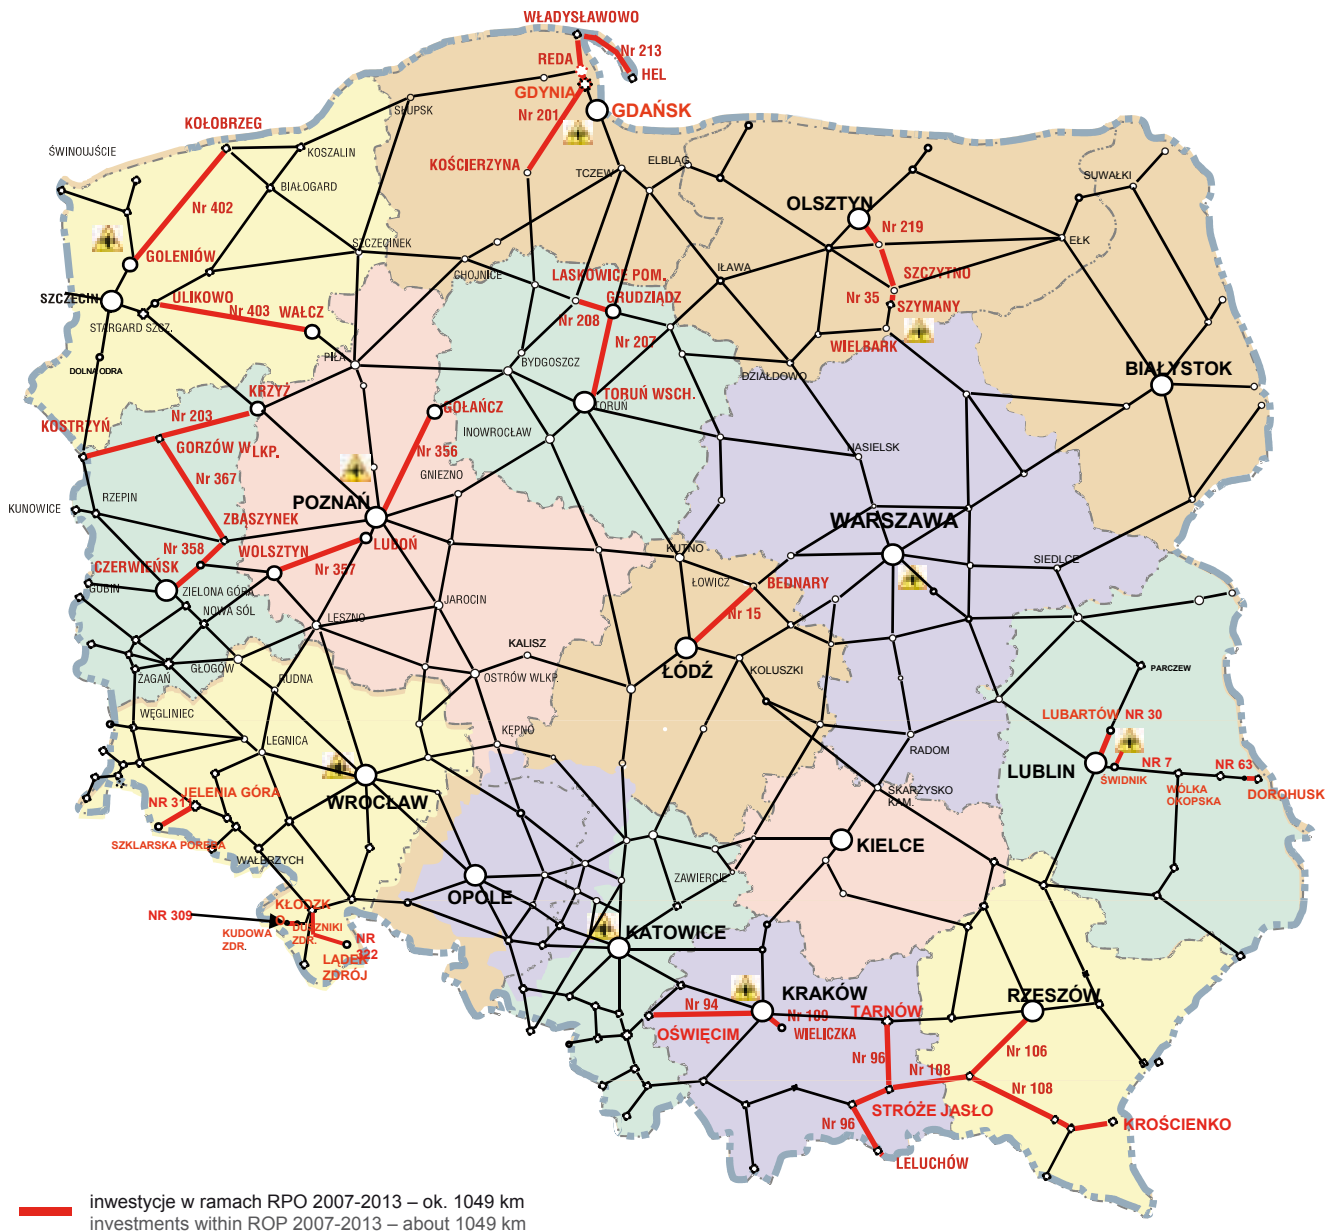 WŁADYSŁAWOWO
Nr 213
REDA
HEL
GDYNIA
GDAŃSK
Nr 201
SŁUPSK
KOŁOBRZEG
KOSZALIN
ŚWINOUJŚCIE
KOŚCIERZYNA
TCZEW
ELBLĄG
SUWAŁKI
BIAŁOGARD
OLSZTYN
Nr 402
Nr 219
EŁK
SZCZECINEK
GOLENIÓW
CHOJNICE
LASKOWICE POM.
IŁAWA
SZCZYTNO
SZCZECIN
ULIKOWO
GRUDZIĄDZ
Nr 35
SZYMANY
Nr 403
WAŁCZ
Nr 208
STARGARD SZCZ.
Nr 207
WIELBARK
PIŁA
BYDGOSZCZ
DZIAŁDOWO
BIAŁYSTOK
DOLNA ODRA
KRZYŻ
TORUŃ WSCH.
TORUŃ
GOŁAŃCZ
Nr 203
KOSTRZYŃ
INOWROCŁAW
GORZÓW WLKP.
Nr 356
NASIELSK
Nr 367
GNIEZNO
RZEPIN
KUNOWICE
POZNAŃ
ZBĄSZYNEK
WARSZAWA
LUBOŃ
Nr 358
WOLSZTYN
KUTNO
SIEDLCE
CZERWIEŃSK
Nr 357
ŁOWICZ
BEDNARY
GUBIN
ZIELONA GÓRA
JAROCIN
NOWA SÓL
LESZNO
Nr 15
KALISZ
ŁÓDŹ
GŁOGÓW
KOLUSZKI
PARCZEW
ŻAGAŃ
RUDNA
OSTRÓW WLKP.
WĘGLINIEC
LUBARTÓW
NR 30
KĘPNO
LEGNICA
RADOM
LUBLIN
NR 7
NR 63
ŚWIDNIK
WÓLKA
OKOPSKA
DOROHUSK
JELENIA GÓRA
WROCŁAW
NR 311
SKARŻYSKO
KAM.
SZKLARSKA PORĘBA
KIELCE
WAŁBRZYCH
ZAWIERCIE
OPOLE
KŁODZKO
NR 309
KUDOWA
ZDR.
DUSZNIKI
ZDR.
NR
322
KATOWICE
LĄDEK
ZDRÓJ
KRAKÓW
RZESZÓW
Nr 94
TARNÓW
Nr 109
OŚWIĘCIM
WIELICZKA
Nr 106
Nr 96
Nr 108
Nr 108
STRÓŻE JASŁO
Nr 96
KROŚCIENKO
LELUCHÓW
inwestycje w ramach RPO 2007-2013 – ok. 1049 km
investments within ROP 2007-2013 – about 1049 km